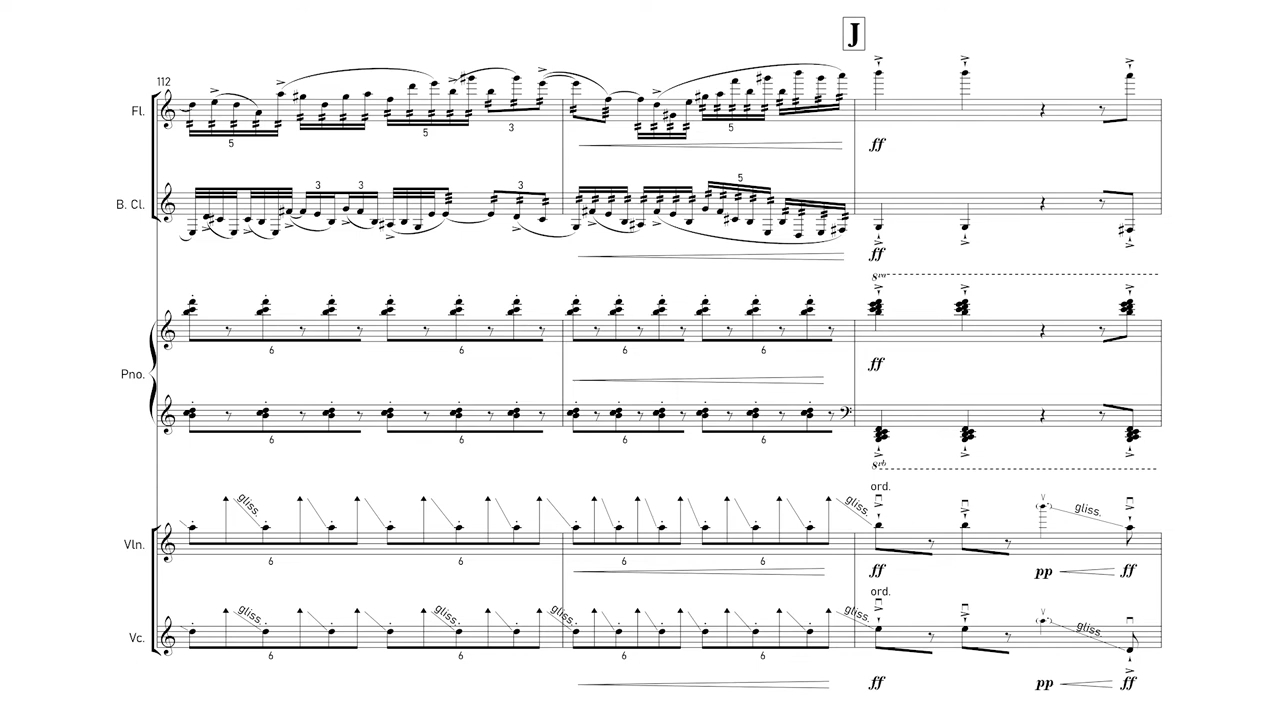 J
112
Fl.
5 5 3 5
ff
B. Cl.
3 3 3 5
ff
8va
6 6 6 6
ff
Pno.
6 6 6 6
8vb
ord.
gliss. gliss. gliss.
Vln.
6 6 6 6
ff pp ff
ord.
gliss. gliss. gliss. gliss. gliss.
Vc.
6 6 6 6
ff pp ff